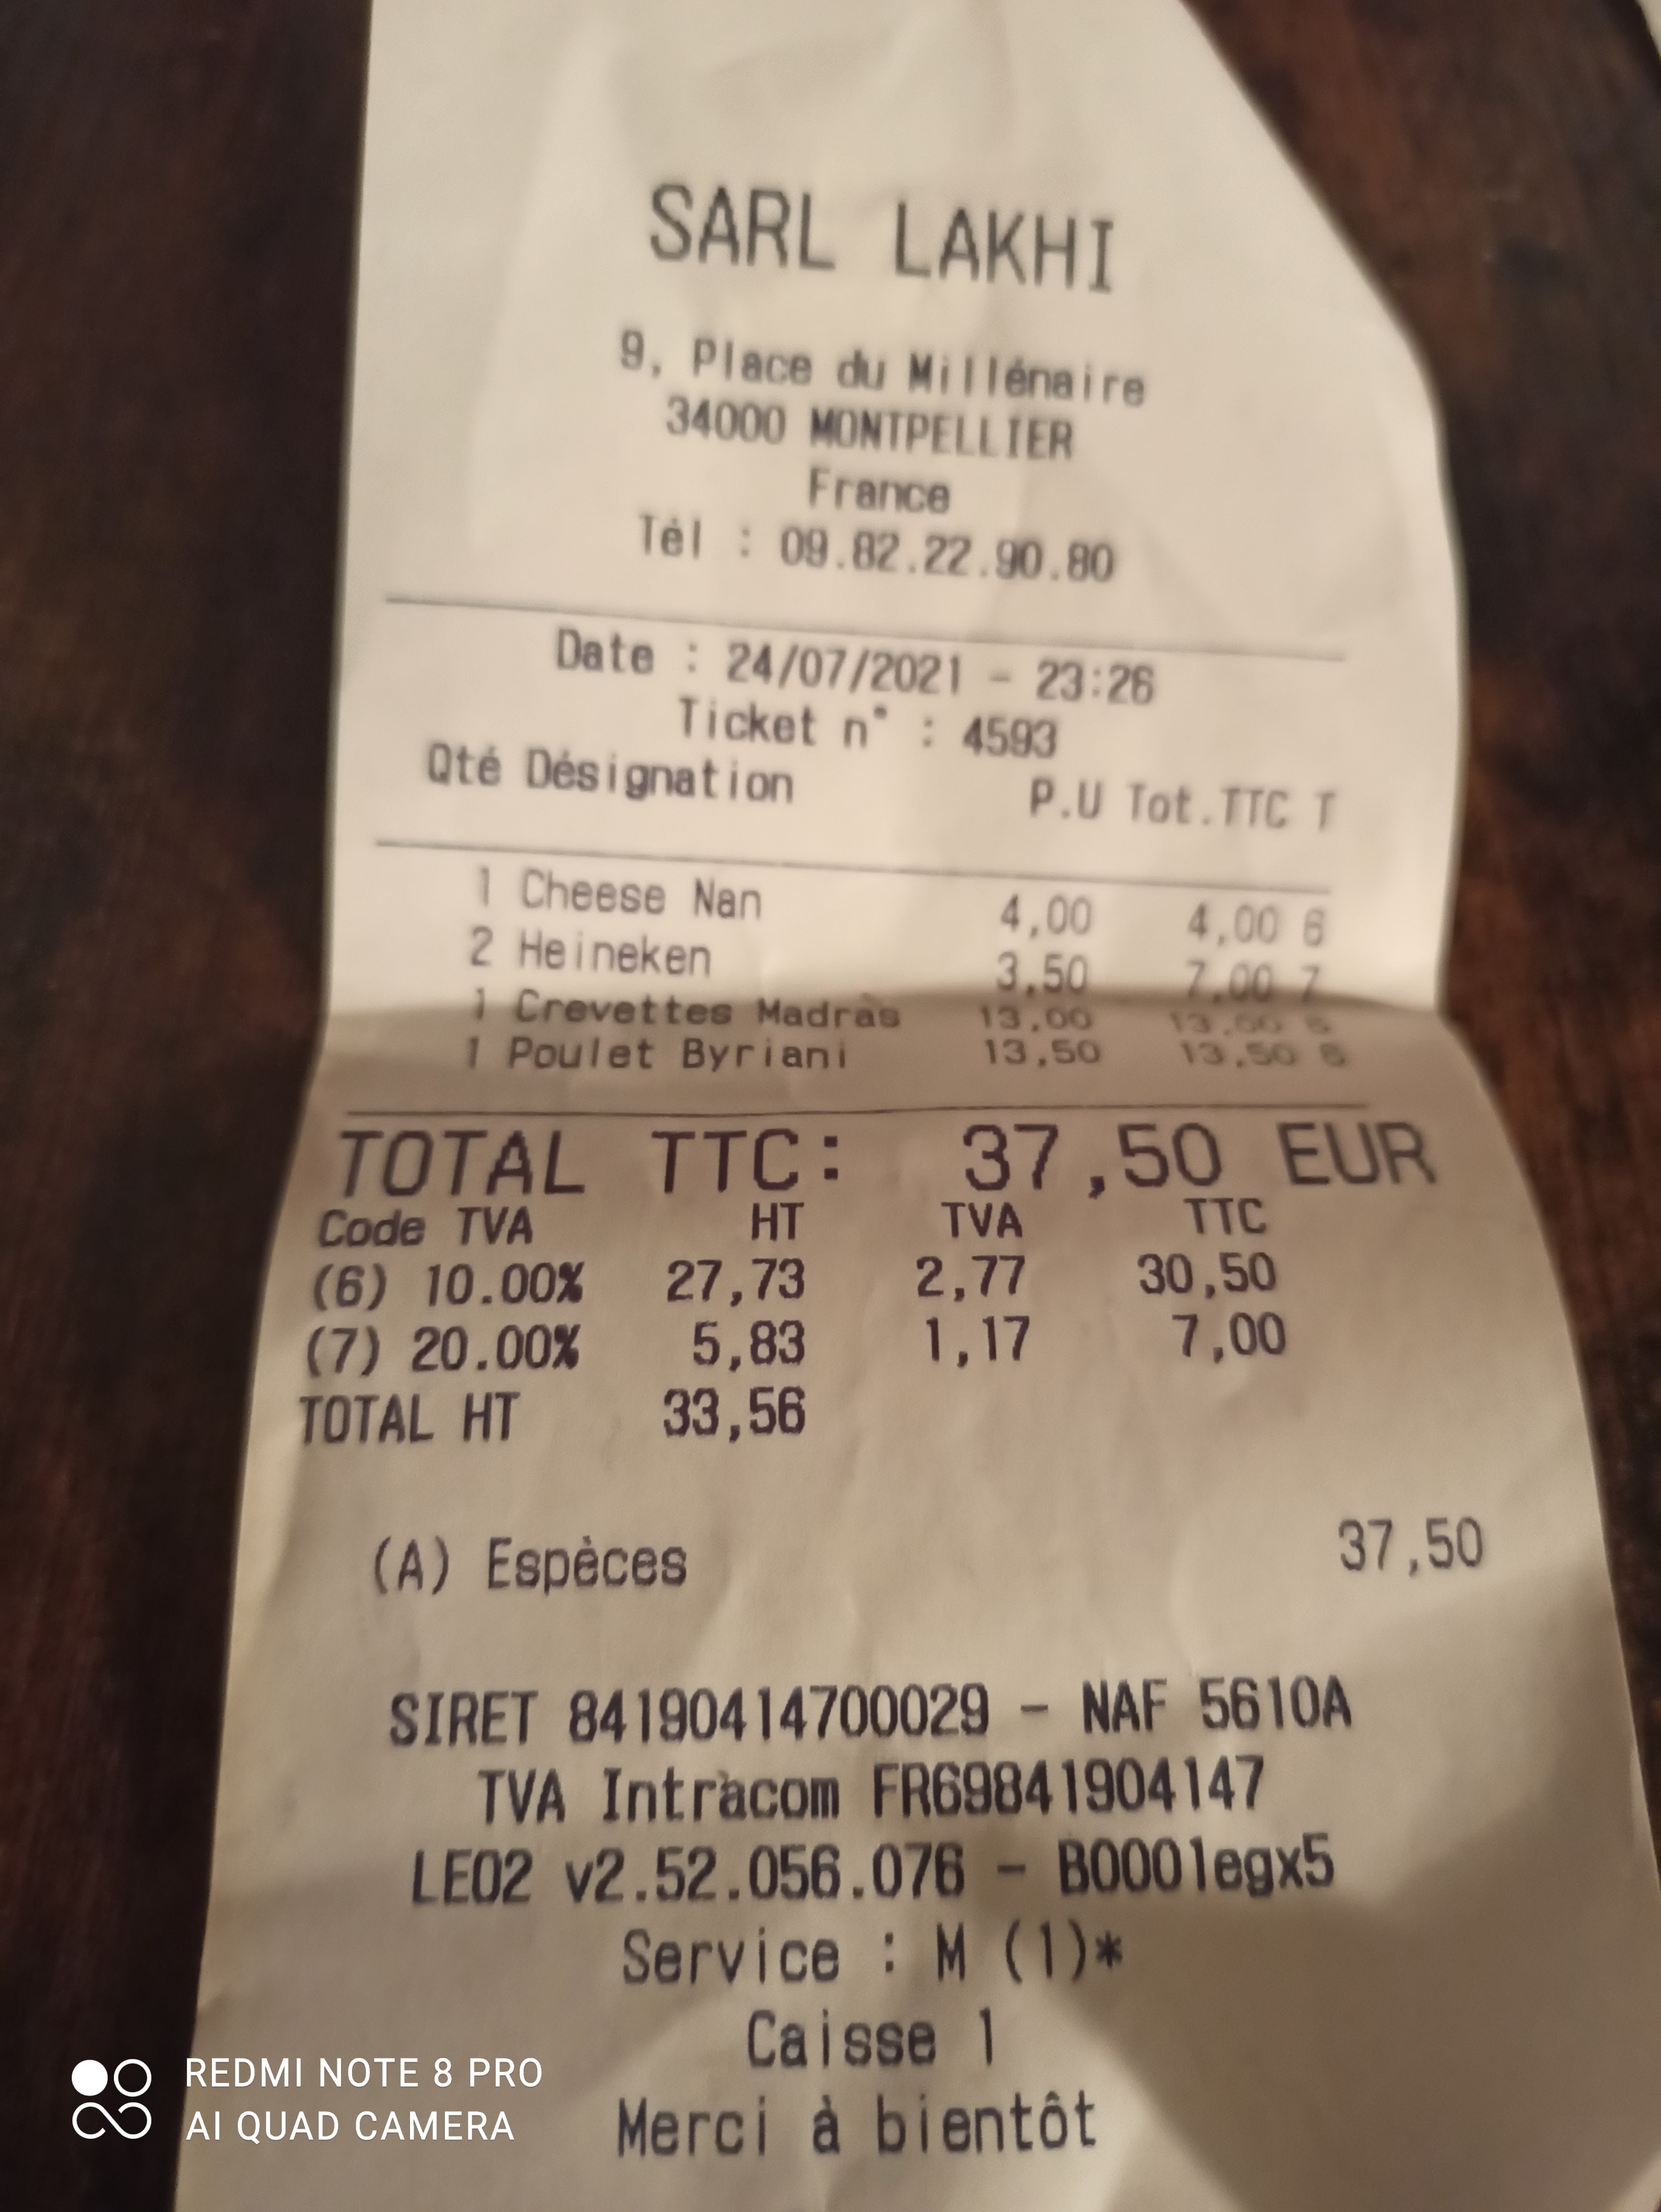 SARL LAKHI
9, Place du Millénaire
34000 MONTPELLIER
France
Tél : 09.82.22.90.80
Date : 24/07/2021 - 23:26
Ticket n° : 4593
Qté Désignation P.U Tot.TTC T
1 Cheese Nan 4,00 4,00 6
2 Heineken 3,50 7,00 7
1 Crevettes Madras 13,00 13,00 6
1 Poulet Byriani 13,50 13,50 6
TOTAL TTC: 37,50 EUR
Code TVA HT TVA TTC
(6) 10.00% 27,73 2,77 30,50
(7) 20.00% 5,83 1,17 7,00
TOTAL HT 33,56
(A) Espèces 37,50
SIRET 84190414700029 - NAF 5610A
TVA Intracom FR69841904147
LEO2 v2.52.056.076 - B0001egx5
Service : M (1)*
Caisse 1
Merci à bientôt
REDMI NOTE 8 PRO
AI QUAD CAMERA